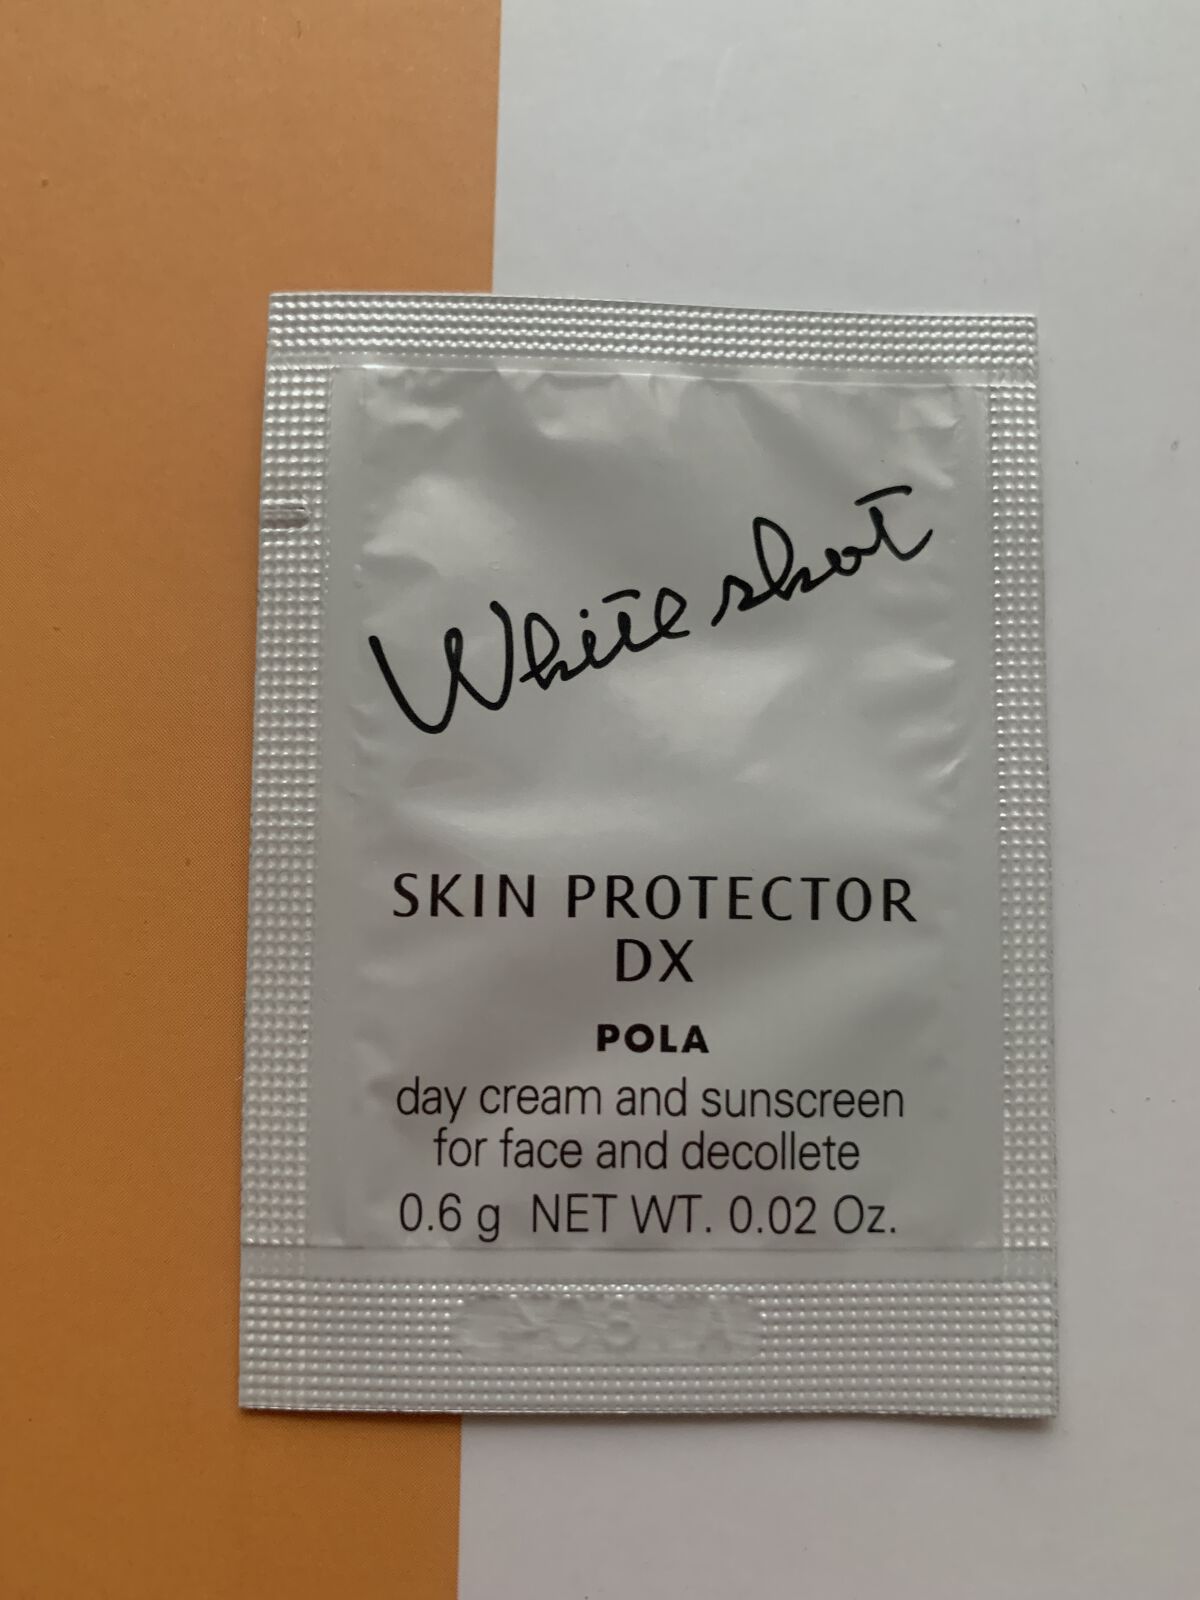 White shot
SKIN PROTECTOR
DX
POLA
day cream and sunscreen
for face and decollete
0.6 g NET WT. 0.02 Oz.